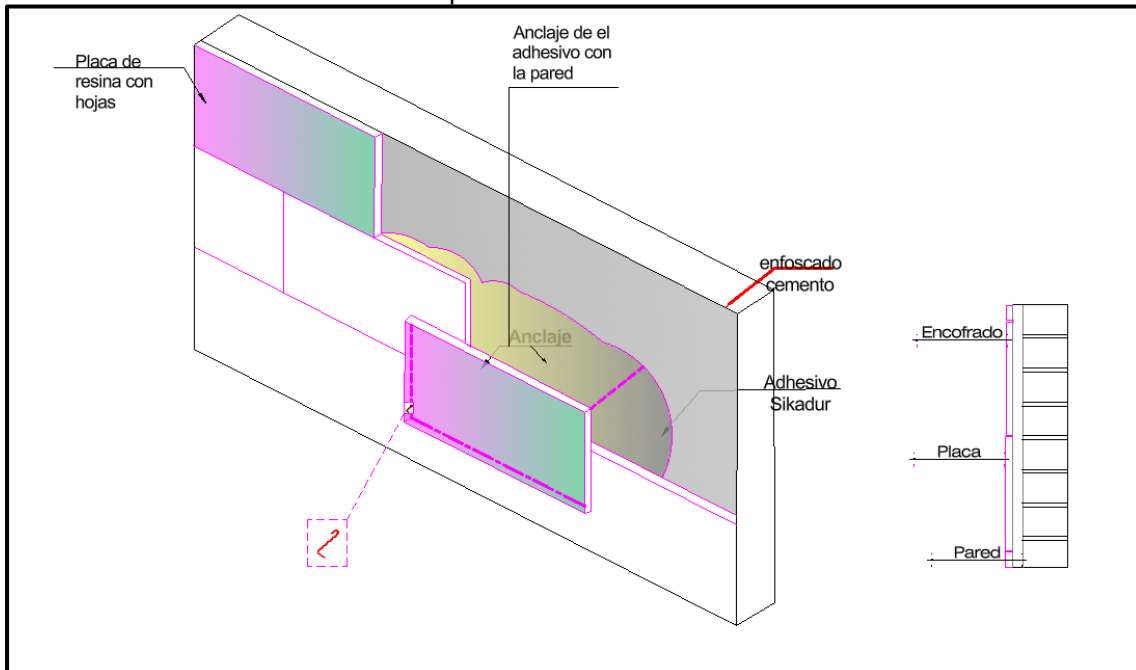 Anclaje de el
adhesivo con
la pared
Placa de
resina con
hojas
enfoscado
cemento
Anclaje
Adhesivo
Sikadur
Encofrado
Placa
Pared